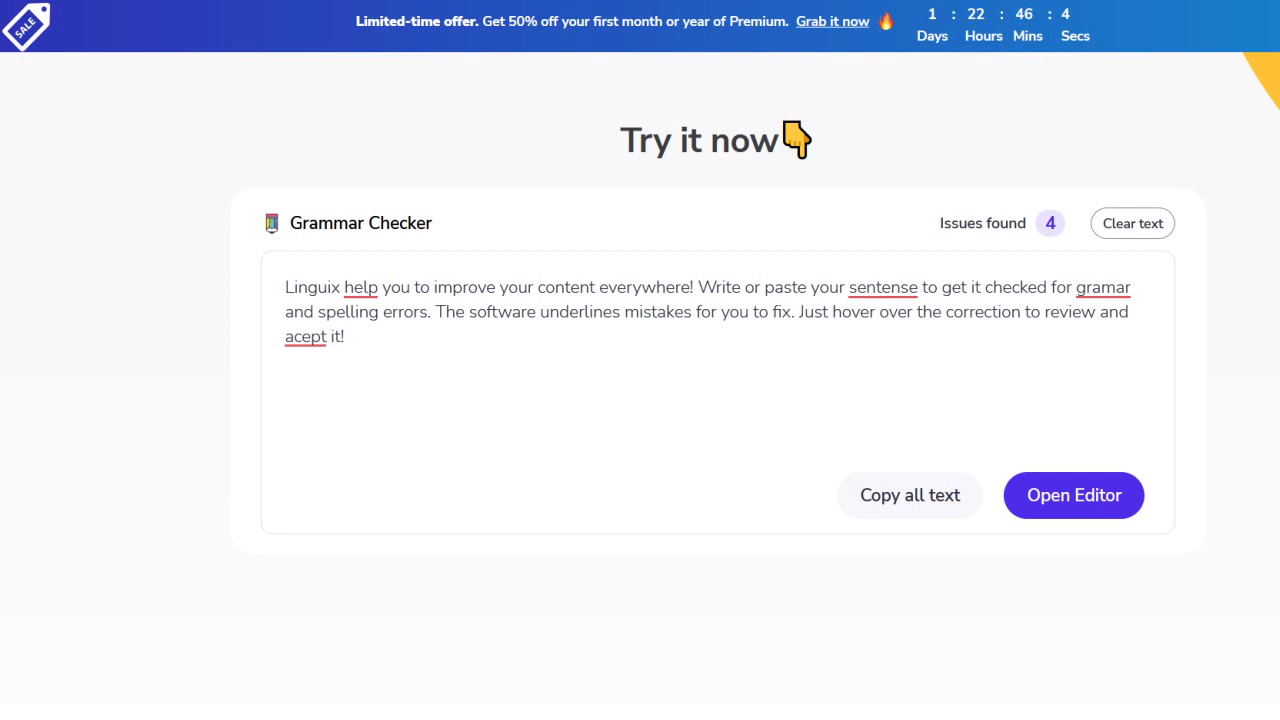 SALE
Limited-time offer. Get 50% off your first month or year of Premium. Grab it now
1 : 22 : 46 : 4
Days Hours Mins Secs
Try it now
Grammar Checker
Issues found 4
Clear text
Linguix help you to improve your content everywhere! Write or paste your sentense to get it checked for gramar
and spelling errors. The software underlines mistakes for you to fix. Just hover over the correction to review and
acept it!
Copy all text
Open Editor